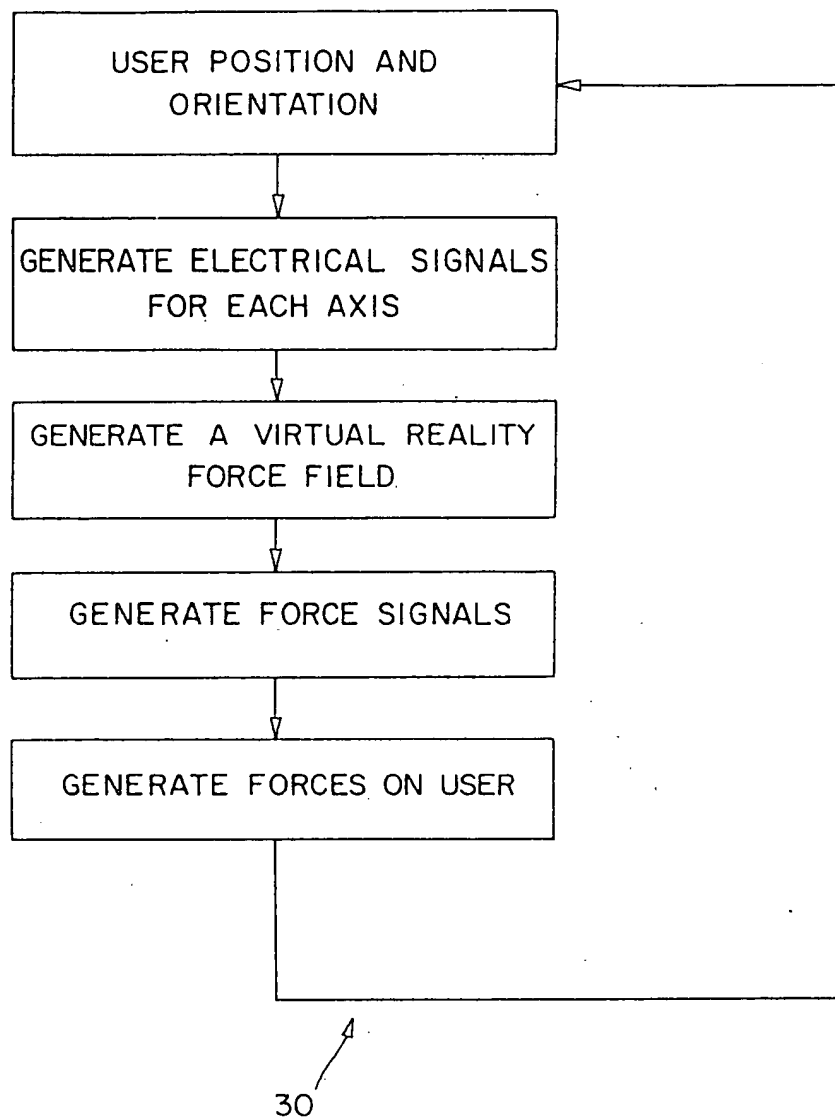 USER POSITION AND
ORIENTATION
GENERATE ELECTRICAL SIGNALS
FOR EACH AXIS
GENERATE A VIRTUAL REALITY
FORCE FIELD
GENERATE FORCE SIGNALS
GENERATE FORCES ON USER
30